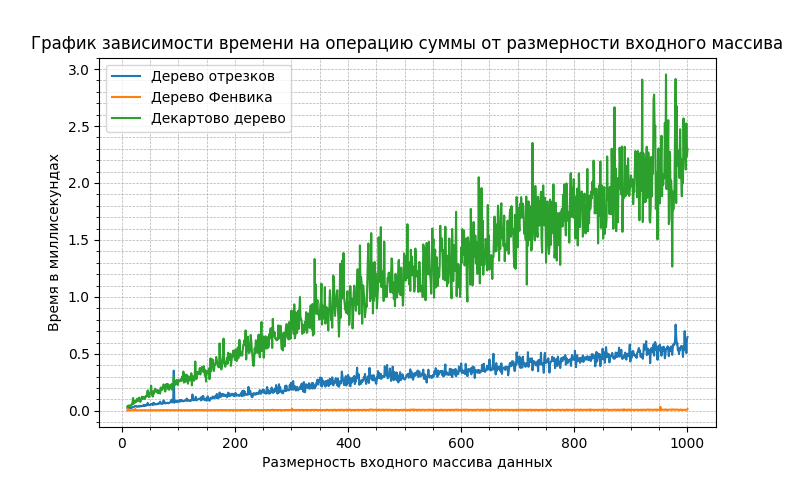 График зависимости времени на операцию суммы от размерности входного массива
Дерево отрезков
Дерево Фенвика
Декартово дерево
Время в миллисекундах
3.0
2.5
2.0
1.5
1.0
0.5
0.0
0 200 400 600 800 1000
Размерность входного массива данных